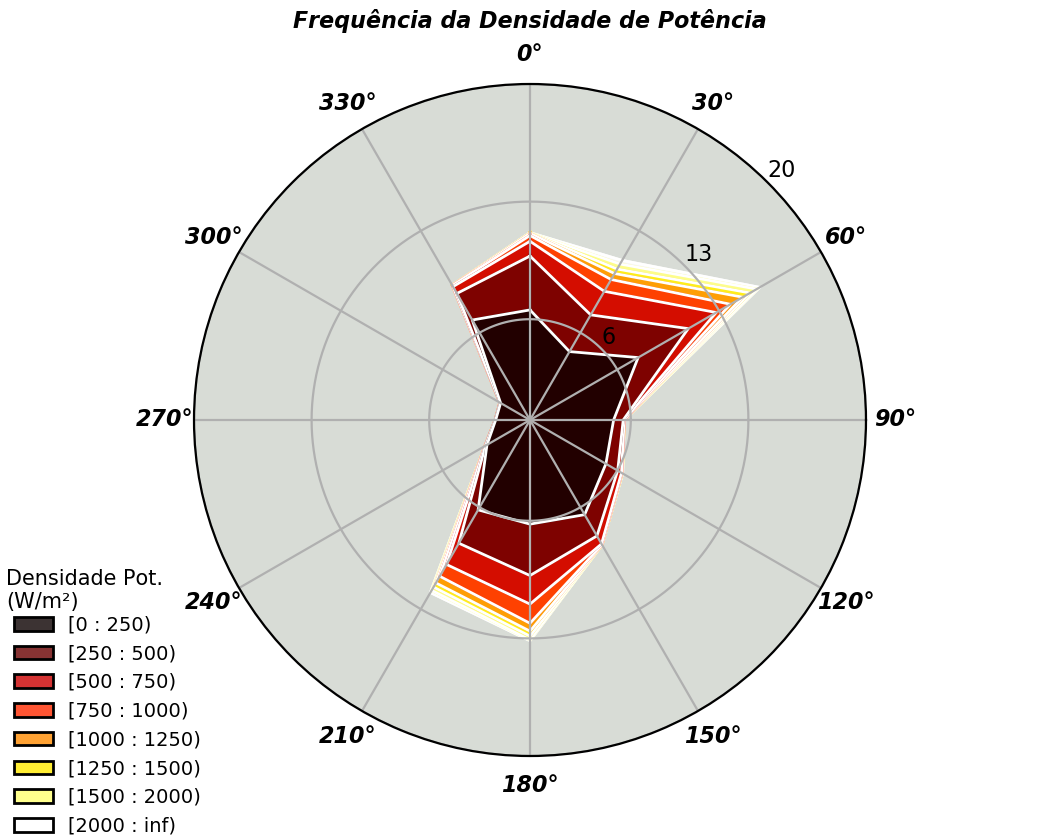 Frequência da Densidade de Potência
0°
330°
30°
20
300°
60°
13
6
270°
90°
240°
120°
210°
150°
180°
Densidade Pot.
(W/m²)
[0 : 250)
[250 : 500)
[500 : 750)
[750 : 1000)
[1000 : 1250)
[1250 : 1500)
[1500 : 2000)
[2000 : inf)